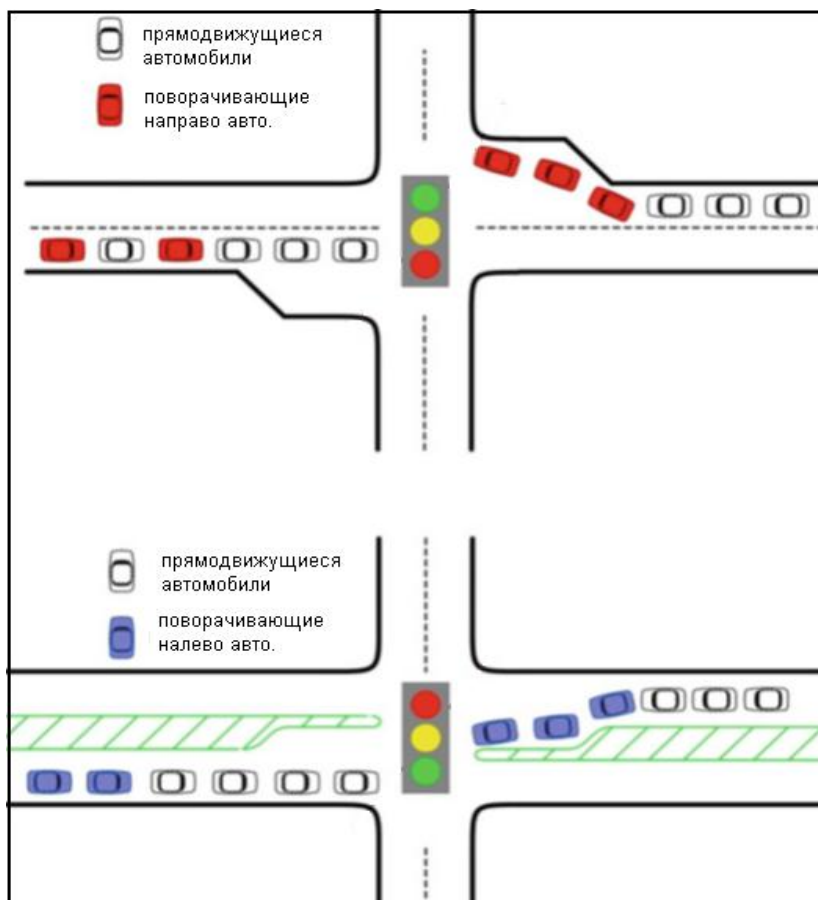 прямодвижущиеся
автомобили
поворачивающие
направо авто.
прямодвижущиеся
автомобили
поворачивающие
налево авто.